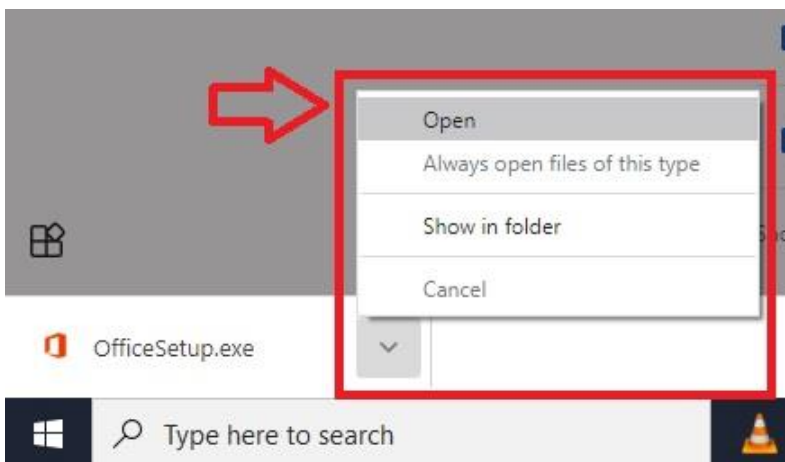 Open
Always open files of this type
Show in folder
Cancel
OfficeSetup.exe
Type here to search